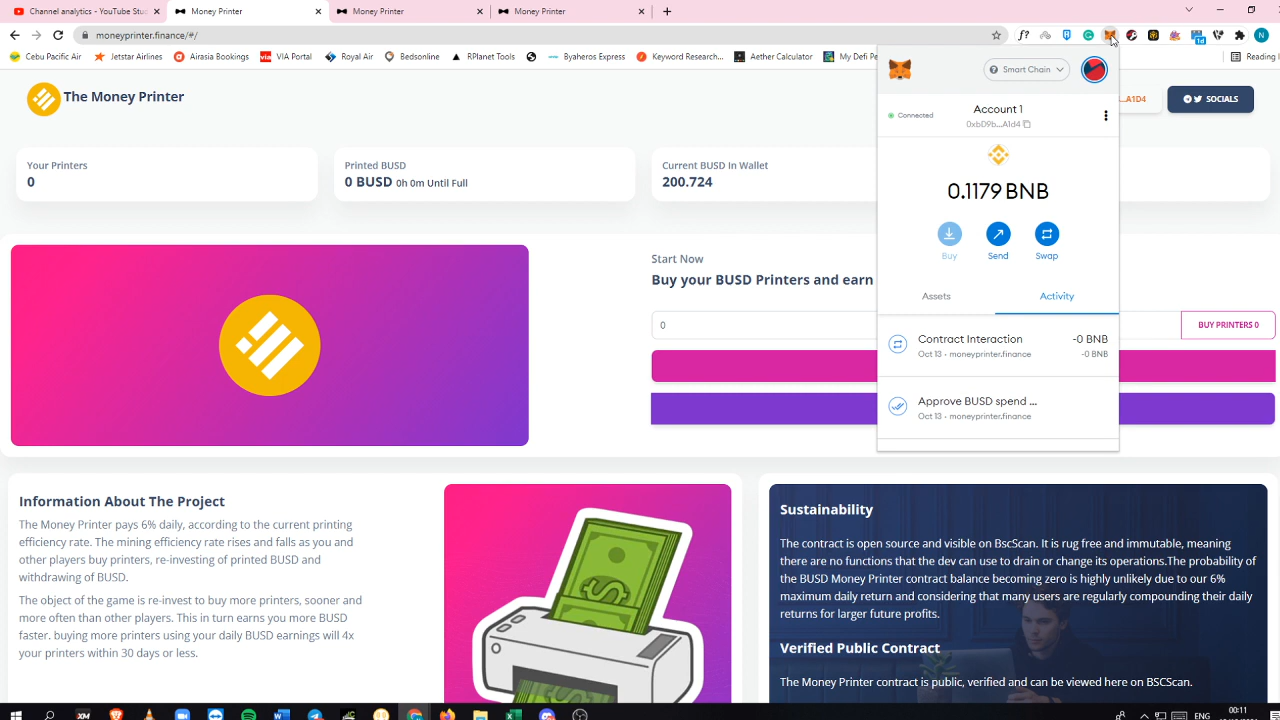 Channel analytics - YouTube Stu
Money Printer
Money Printer
Money Printer
moneyprinter.finance/#/
Cebu Pacific Air
Jetstar Airlines
Airasia Bookings
VIA Portal
Royal Air
Bedsonline
RPlanet Tools
Byaheros Express
Keyword Research...
Aether Calculator
My Defi Pe
Reading l
f?
1d
N
The Money Printer
...A1D4
SOCIALS
Smart Chain
Connected
Account 1
0xbD9b...A1d4
0.1179 BNB
Buy
Send
Swap
Assets
Activity
Contract Interaction
-0 BNB
Oct 13 · moneyprinter.finance
-0 BNB
Approve BUSD spend ...
Oct 13 · moneyprinter.finance
Your Printers
0
Printed BUSD
0 BUSD 0h 0m Until Full
Current BUSD In Wallet
200.724
Start Now
Buy your BUSD Printers and earn
0
BUY PRINTERS 0
Information About The Project
The Money Printer pays 6% daily, according to the current printing
efficiency rate. The mining efficiency rate rises and falls as you and
other players buy printers, re-investing of printed BUSD and
withdrawing of BUSD.
The object of the game is re-invest to buy more printers, sooner and
more often than other players. This in turn earns you more BUSD
faster. buying more printers using your daily BUSD earnings will 4x
your printers within 30 days or less.
Sustainability
The contract is open source and visible on BscScan. It is rug free and immutable, meaning
there are no functions that the dev can use to drain or change its operations.The probability of
the BUSD Money Printer contract balance becoming zero is highly unlikely due to our 6%
maximum daily return and considering that many users are regularly compounding their daily
returns for larger future profits.
Verified Public Contract
The Money Printer contract is public, verified and can be viewed here on BSCScan.
XM
ENG
00:11